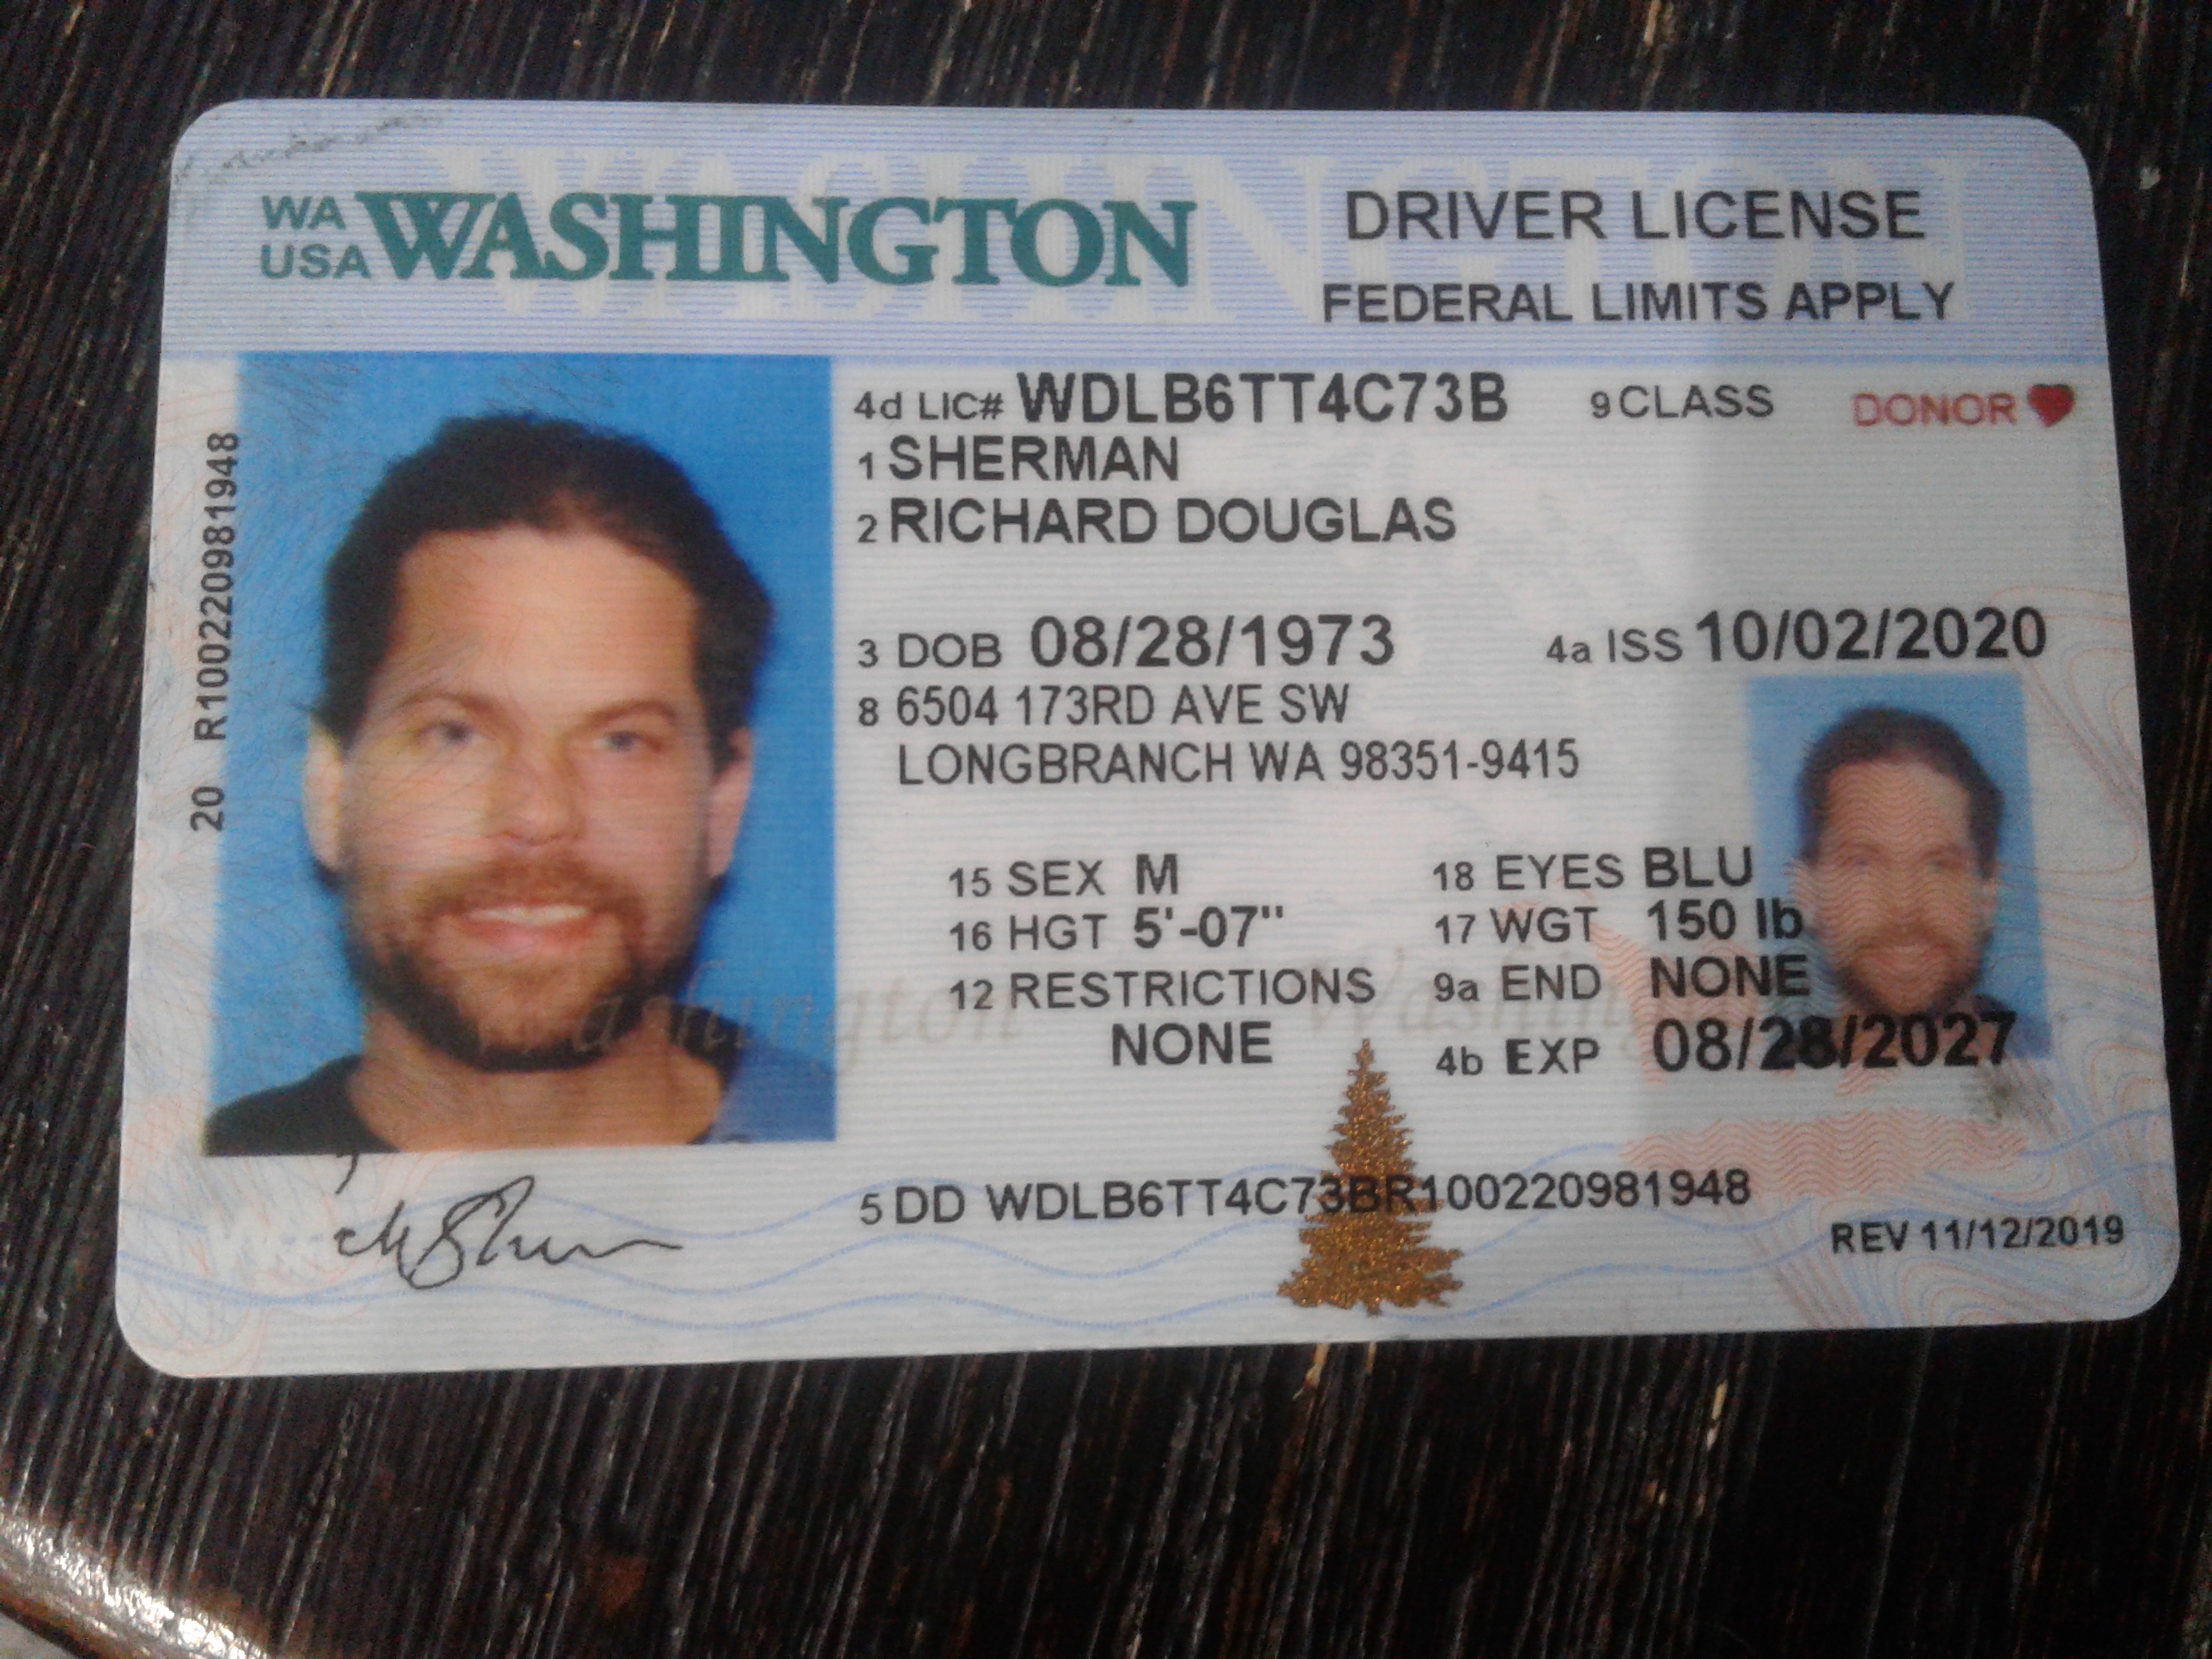 WASHINGTON
WA
USA WASHINGTON
DRIVER LICENSE
FEDERAL LIMITS APPLY
4d LIC# WDLB6TT4C73B 9 CLASS DONOR
1 SHERMAN
2 RICHARD DOUGLAS
3 DOB 08/28/1973 4a ISS 10/02/2020
8 6504 173RD AVE SW
LONGBRANCH WA 98351-9415
15 SEX M 18 EYES BLU
16 HGT 5'-07" 17 WGT 150 lb
12 RESTRICTIONS 9a END NONE
NONE 4b EXP 08/28/2027
Washington Washington
5 DD WDLB6TT4C73BR100220981948
REV 11/12/2019
20 R100220981948